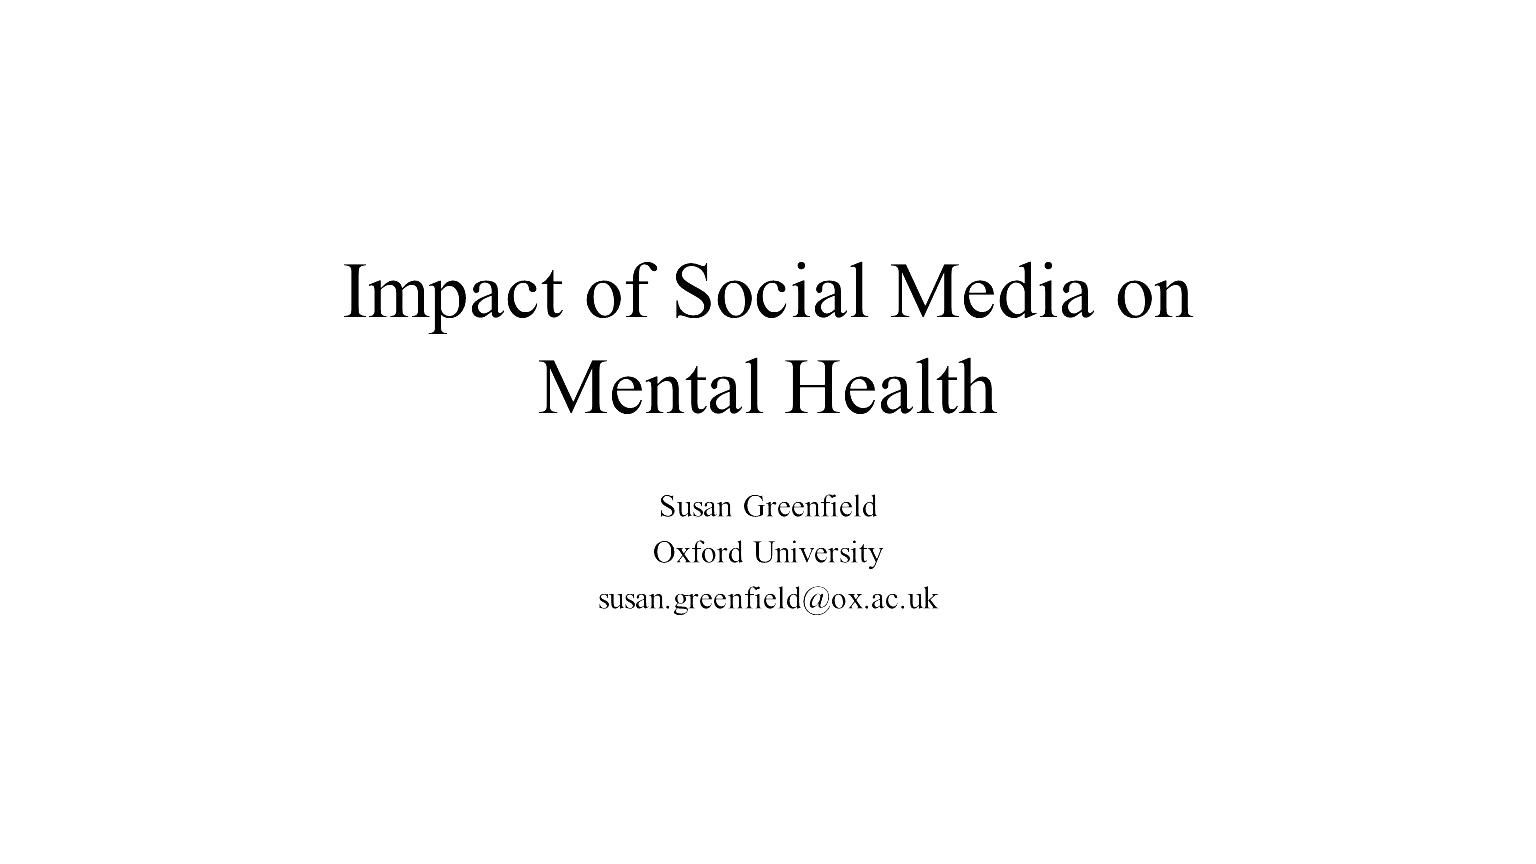 Impact of Social Media on
Mental Health
Susan Greenfield
Oxford University
susan.greenfield@ox.ac.uk